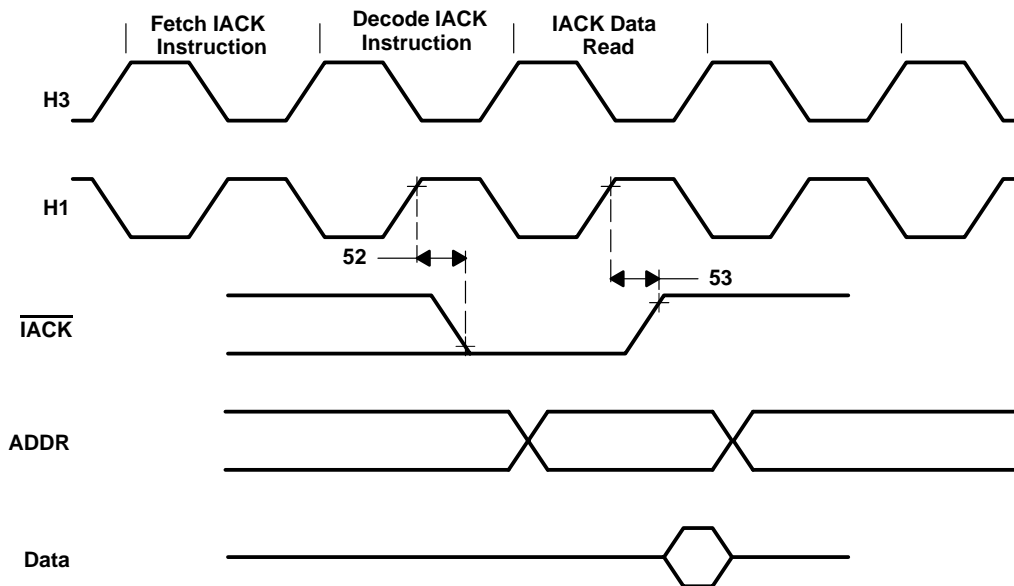 Fetch IACK
Instruction
Decode IACK
Instruction
IACK Data
Read
H3
H1
52
53
IACK
ADDR
Data